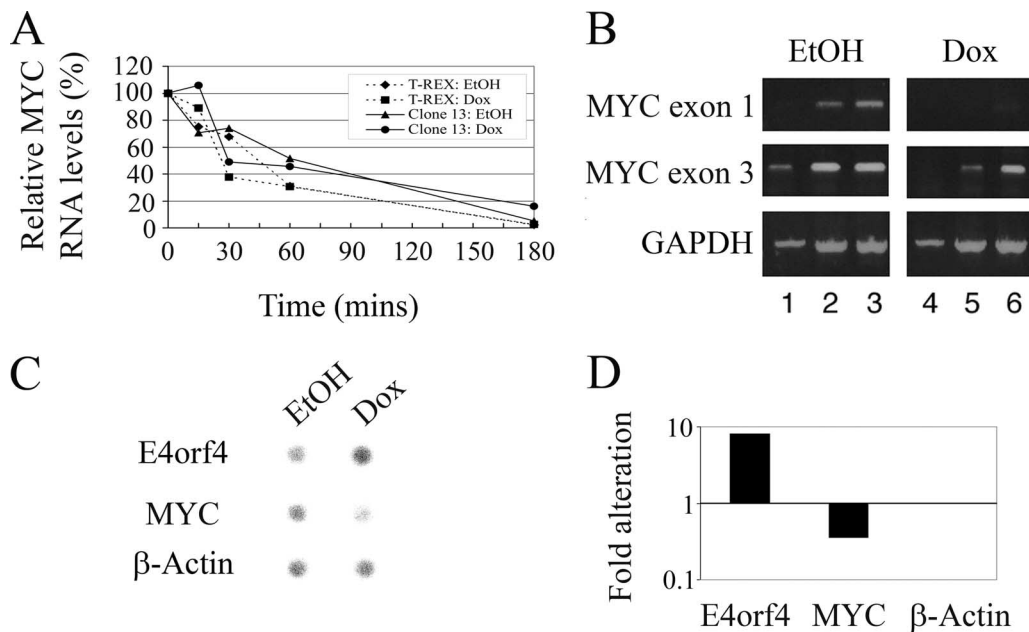 A
Relative MYC
RNA levels (%)
120
100
80
60
40
20
0
T-REX: EtOH
T-REX: Dox
Clone 13: EtOH
Clone 13: Dox
0 30 60 90 120 150 180
Time (mins)
B
EtOH Dox
MYC exon 1
MYC exon 3
GAPDH
1 2 3 4 5 6
C
EtOH Dox
E4orf4
MYC
β-Actin
D
Fold alteration
10
1
0.1
E4orf4 MYC β-Actin